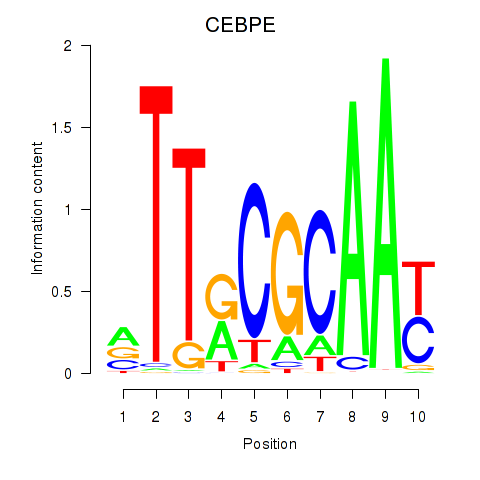 CEBPE
2
1.5
1
0.5
0
Information content
A G C T
T C A
T G A
G A T
C T A G
G A C T
C A T
A C
A
T C G A
1 2 3 4 5 6 7 8 9 10
Position